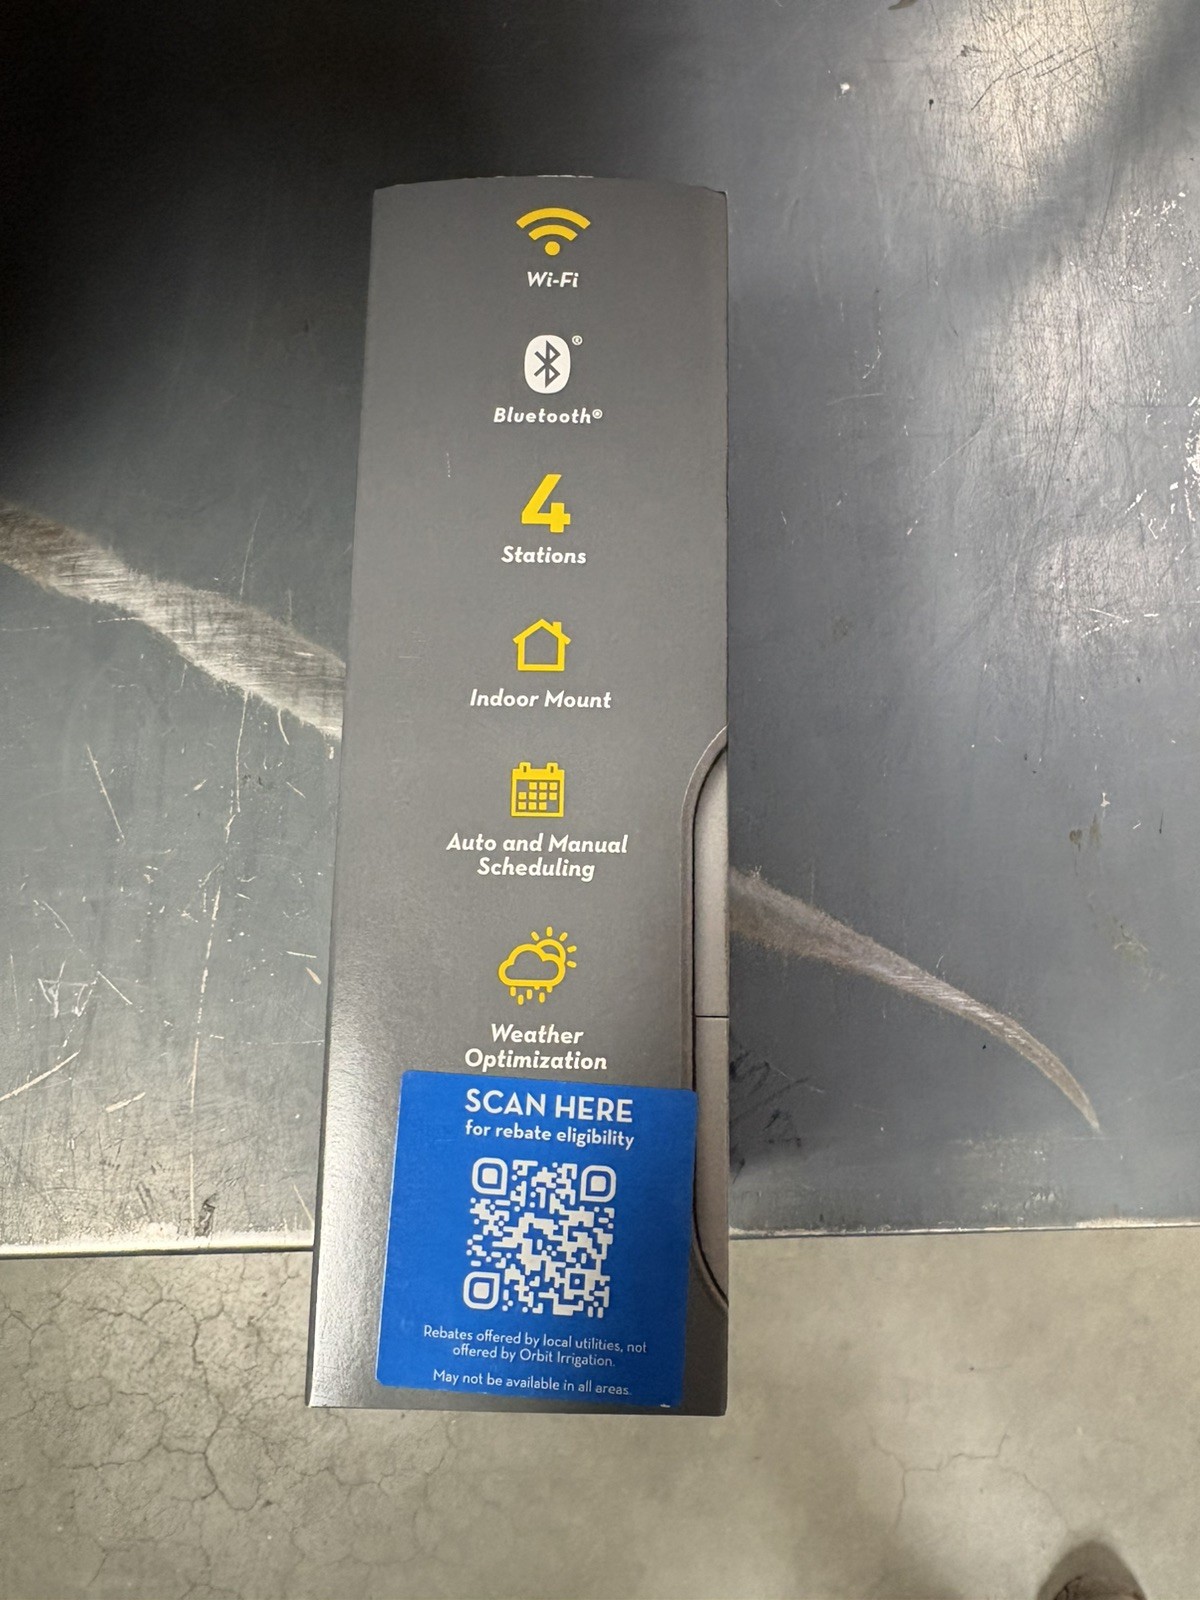 Wi-Fi
®
Bluetooth®
4
Stations
Indoor Mount
Auto and Manual
Scheduling
Weather
Optimization
SCAN HERE
for rebate eligibility
Rebates offered by local utilities, not
offered by Orbit Irrigation.
May not be available in all areas.